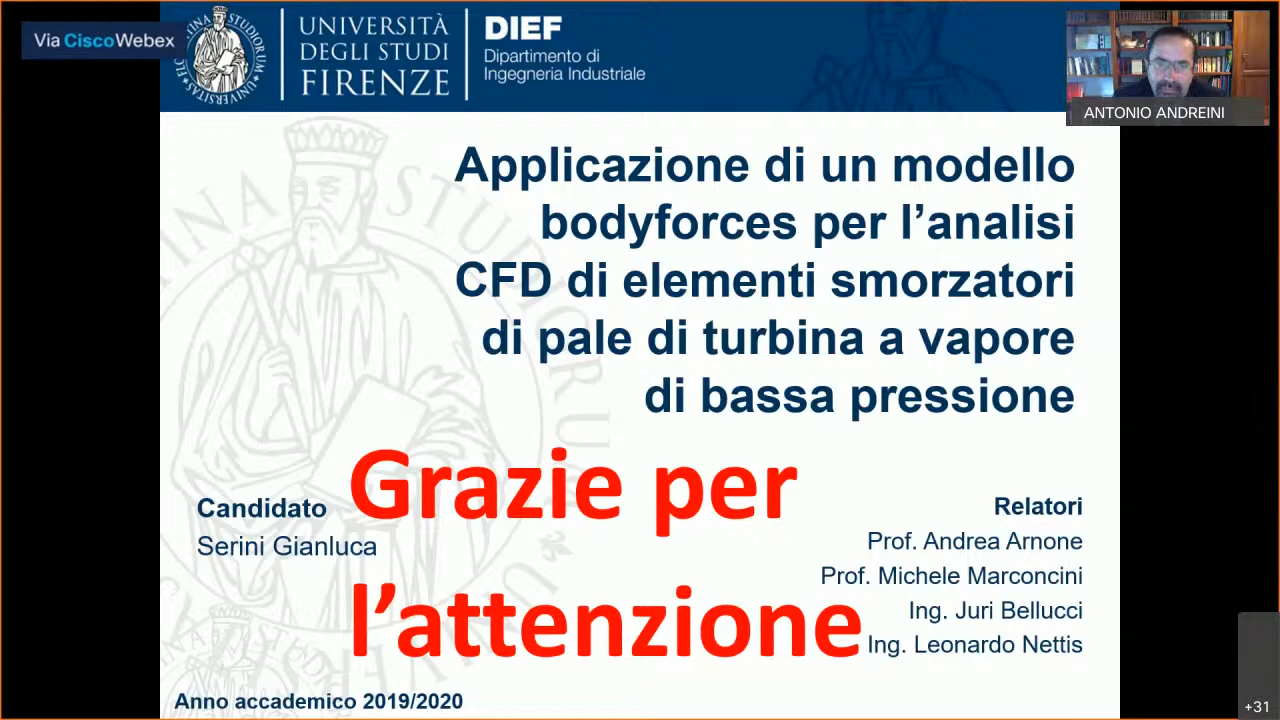 Via CiscoWebex
UNIVERSITÀ
DEGLI STUDI
FIRENZE
DIEF
Dipartimento di
Ingegneria Industriale
ANTONIO ANDREINI
Applicazione di un modello
bodyforces per l’analisi
CFD di elementi smorzatori
di pale di turbina a vapore
di bassa pressione
Grazie per
l’attenzione
Candidato
Serini Gianluca
Relatori
Prof. Andrea Arnone
Prof. Michele Marconcini
Ing. Juri Bellucci
Ing. Leonardo Nettis
Anno accademico 2019/2020
+31